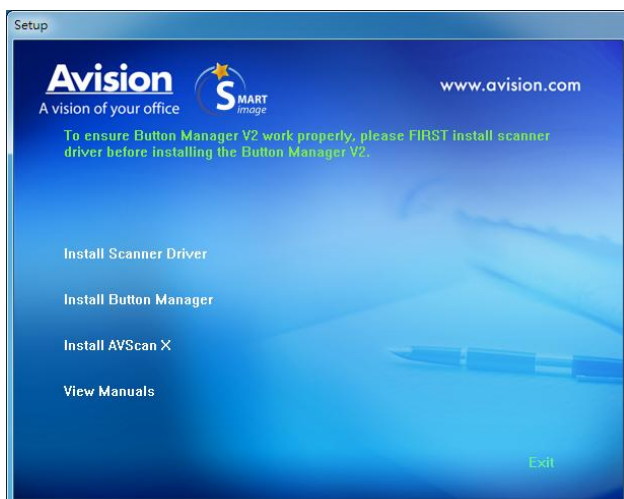 Setup
Avision
A vision of your office
SMART
image
www.avision.com
To ensure Button Manager V2 work properly, please FIRST install scanner
driver before installing the Button Manager V2.
Install Scanner Driver
Install Button Manager
Install AVScan X
View Manuals
Exit